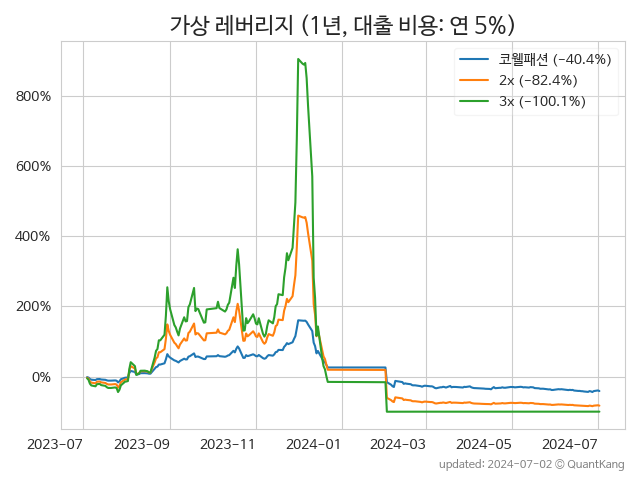 가상 레버리지 (1년, 대출 비용: 연 5%)
코웰패션 (-40.4%)
2x (-82.4%)
3x (-100.1%)
800%
600%
400%
200%
0%
2023-07 2023-09 2023-11 2024-01 2024-03 2024-05 2024-07
updated: 2024-07-02 © QuantKang